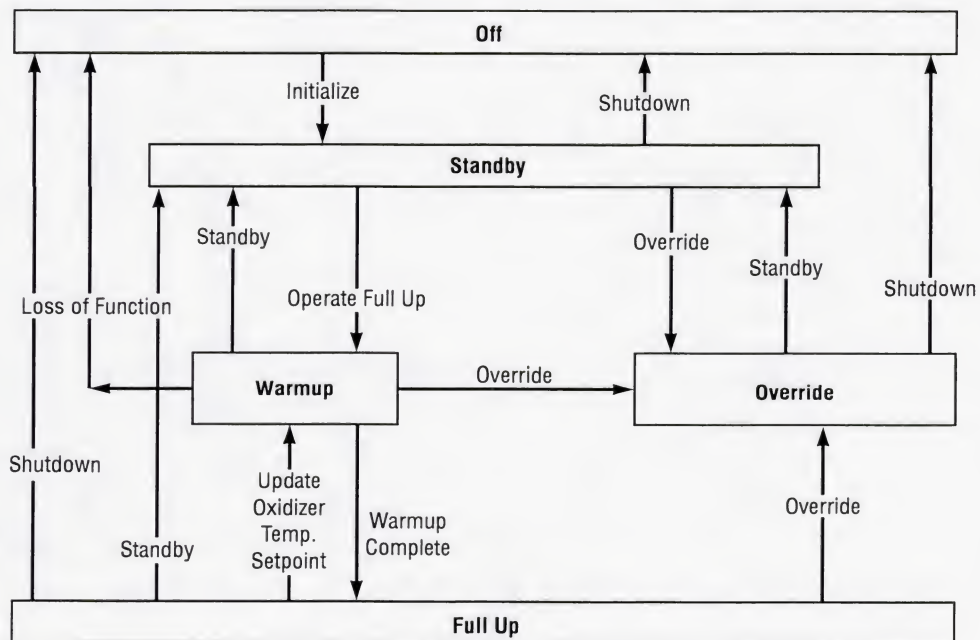 Off
Initialize
Shutdown
Standby
Standby
Override
Standby
Operate Full Up
Loss of Function
Shutdown
Warmup
Override
Override
Shutdown
Update
Oxidizer
Temp.
Setpoint
Warmup
Complete
Override
Standby
Full Up